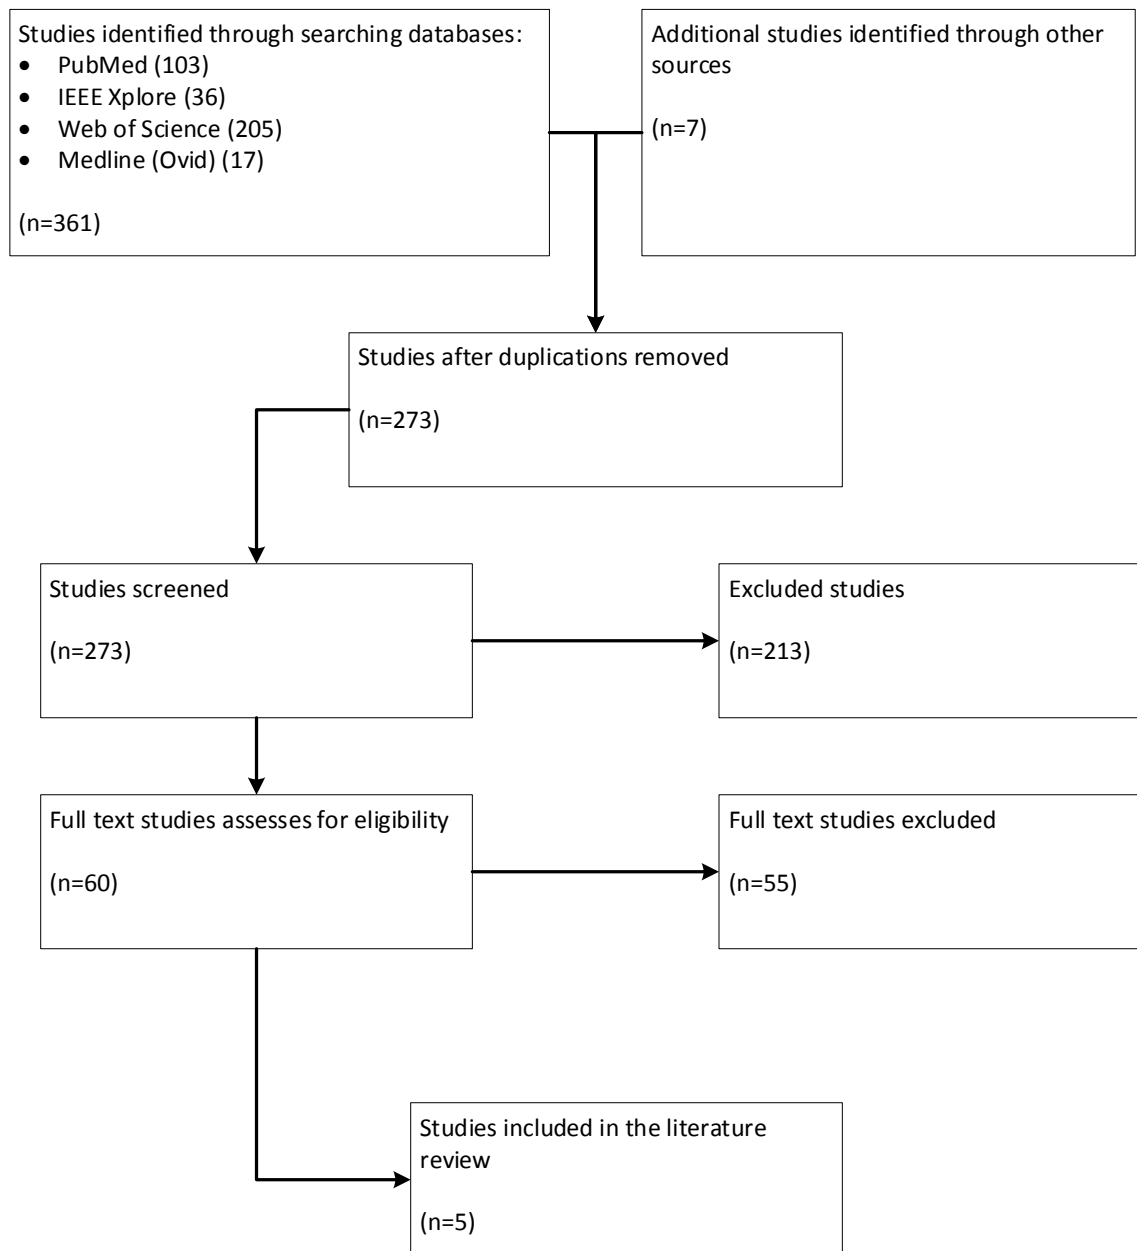 Studies identified through searching databases:
• PubMed (103)
• IEEE Xplore (36)
• Web of Science (205)
• Medline (Ovid) (17)
(n=361)
Additional studies identified through other
sources
(n=7)
Studies after duplications removed
(n=273)
Studies screened
(n=273)
Excluded studies
(n=213)
Full text studies assesses for eligibility
(n=60)
Full text studies excluded
(n=55)
Studies included in the literature
review
(n=5)